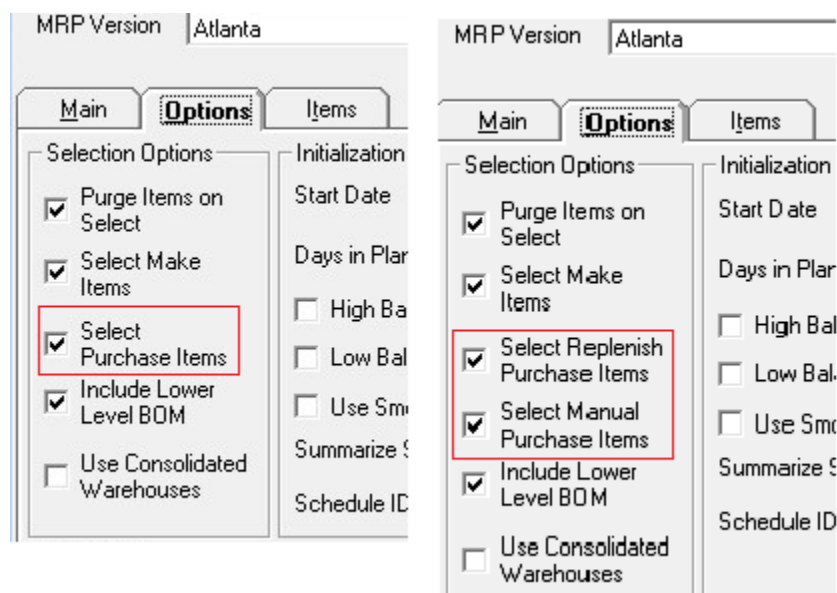 MRP Version Atlanta
Main Options Items
Selection Options
Purge Items on
Select
Select Make
Items
Select
Purchase Items
Include Lower
Level BOM
Use Consolidated
Warehouses
Initialization
Start Date
Days in Plan
High Ba
Low Bal
Use Smo
Summarize S
Schedule ID
MRP Version Atlanta
Main Options Items
Selection Options
Purge Items on
Select
Select Make
Items
Select Replenish
Purchase Items
Select Manual
Purchase Items
Include Lower
Level BOM
Use Consolidated
Warehouses
Initialization
Start Date
Days in Plan
High Bal
Low Bal
Use Smo
Summarize S
Schedule ID